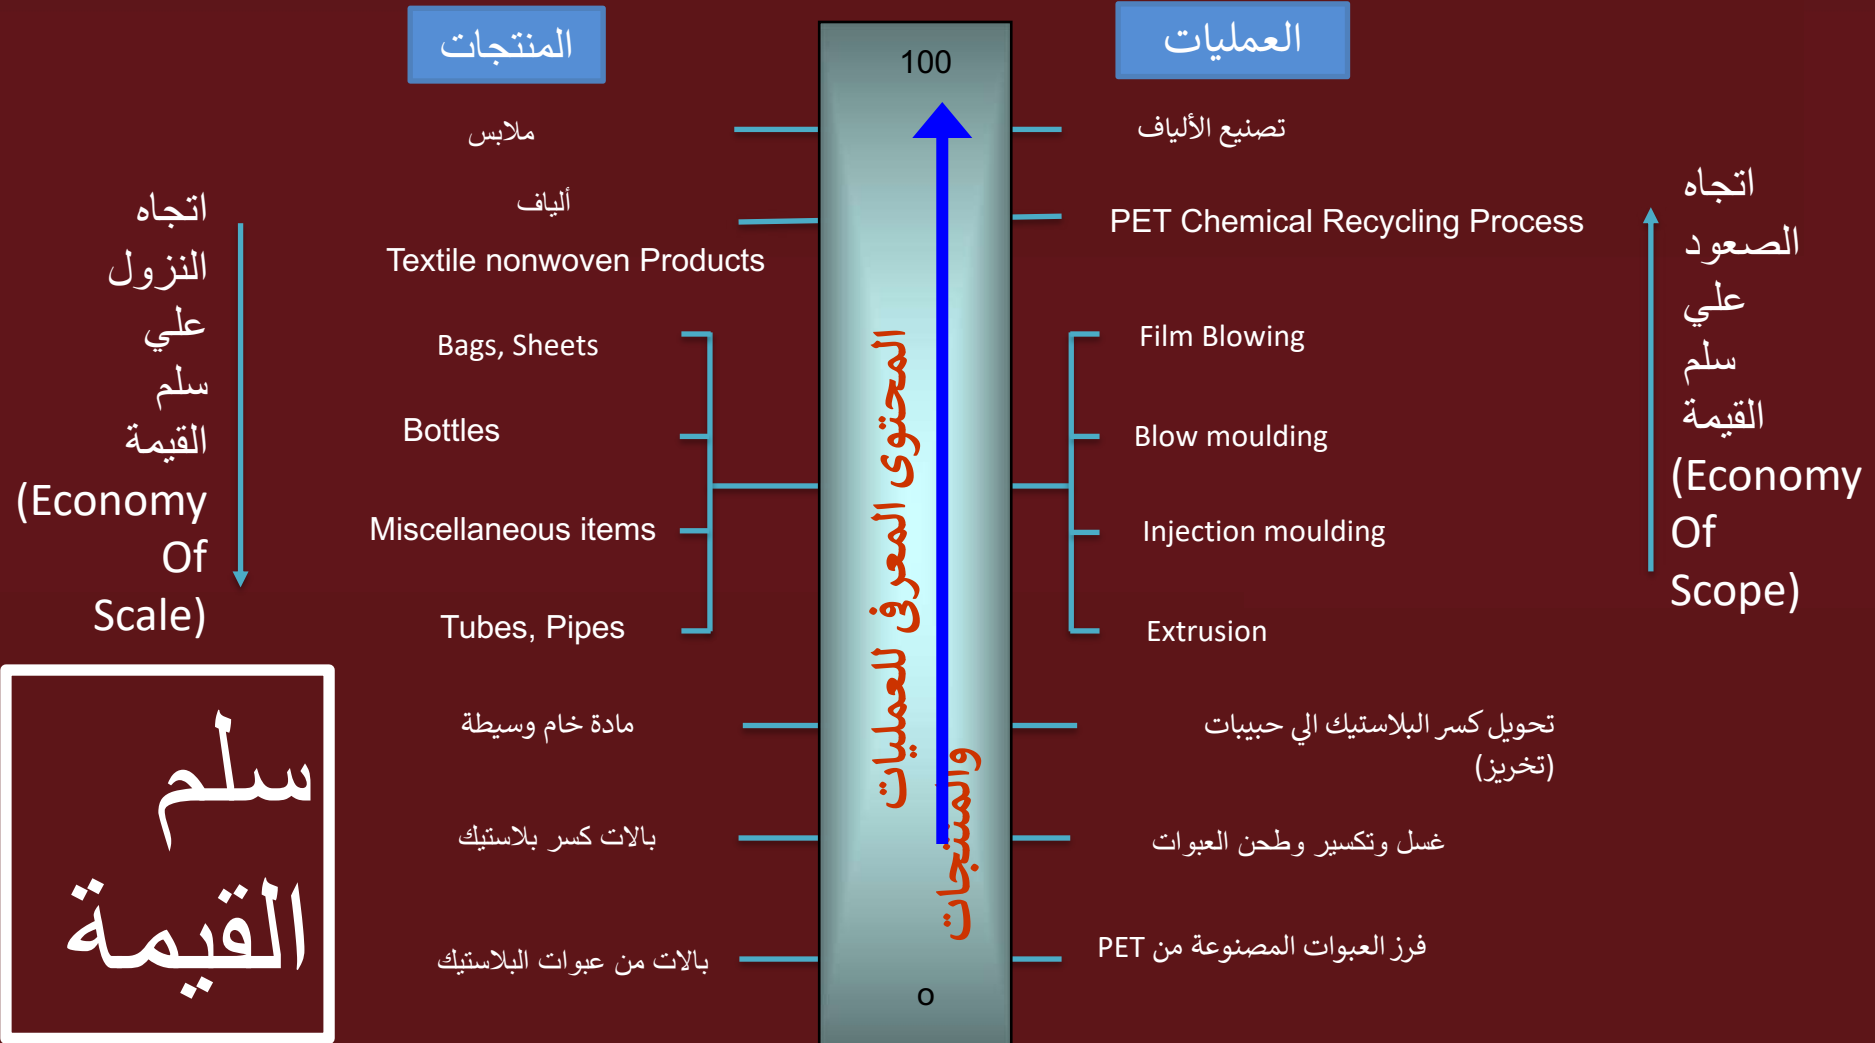 العمليات
المنتجات
100
تصنيع الألياف
ملابس
PET Chemical Recycling Process
ألياف
Textile nonwoven Products
Film Blowing
Bags, Sheets
Blow moulding
Bottles
Injection moulding
Miscellaneous items
Extrusion
Tubes, Pipes
تحويل كسر البلاستيك الي حبيبات
(تخريز)
مادة خام وسيطة
غسل وتكسير وطحن العبوات
بالات كسر بلاستيك
فرز العبوات المصنوعة من PET
بالات من عبوات البلاستيك
o
المحتوى المعرفى للعمليات
والمنتجات
اتجاه
الصعود
علي
سلم
القيمة
(Economy
Of
Scope)
اتجاه
النزول
علي
سلم
القيمة
(Economy
Of
Scale)
سلم
القيمة